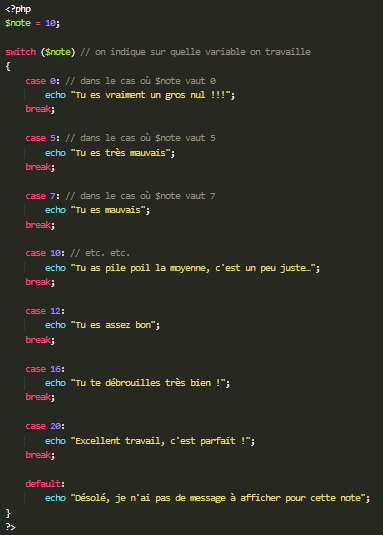 <?php
$note = 10;
switch ($note) // on indique sur quelle variable on travaille
{
case 0: // dans le cas où $note vaut 0
echo "Tu es vraiment un gros nul !!!";
break;
case 5: // dans le cas où $note vaut 5
echo "Tu es très mauvais";
break;
case 7: // dans le cas où $note vaut 7
echo "Tu es mauvais";
break;
case 10: // etc. etc.
echo "Tu as pile poil la moyenne, c'est un peu juste…";
break;
case 12:
echo "Tu es assez bon";
break;
case 16:
echo "Tu te débrouilles très bien !";
break;
case 20:
echo "Excellent travail, c'est parfait !";
break;
default:
echo "Désolé, je n'ai pas de message à afficher pour cette note";
}
?>